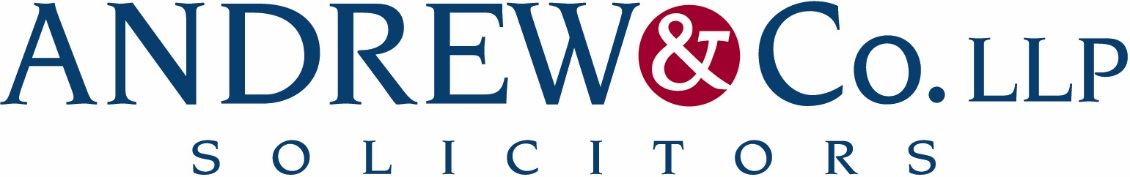 ANDREW & Co. LLP
SOLICITORS